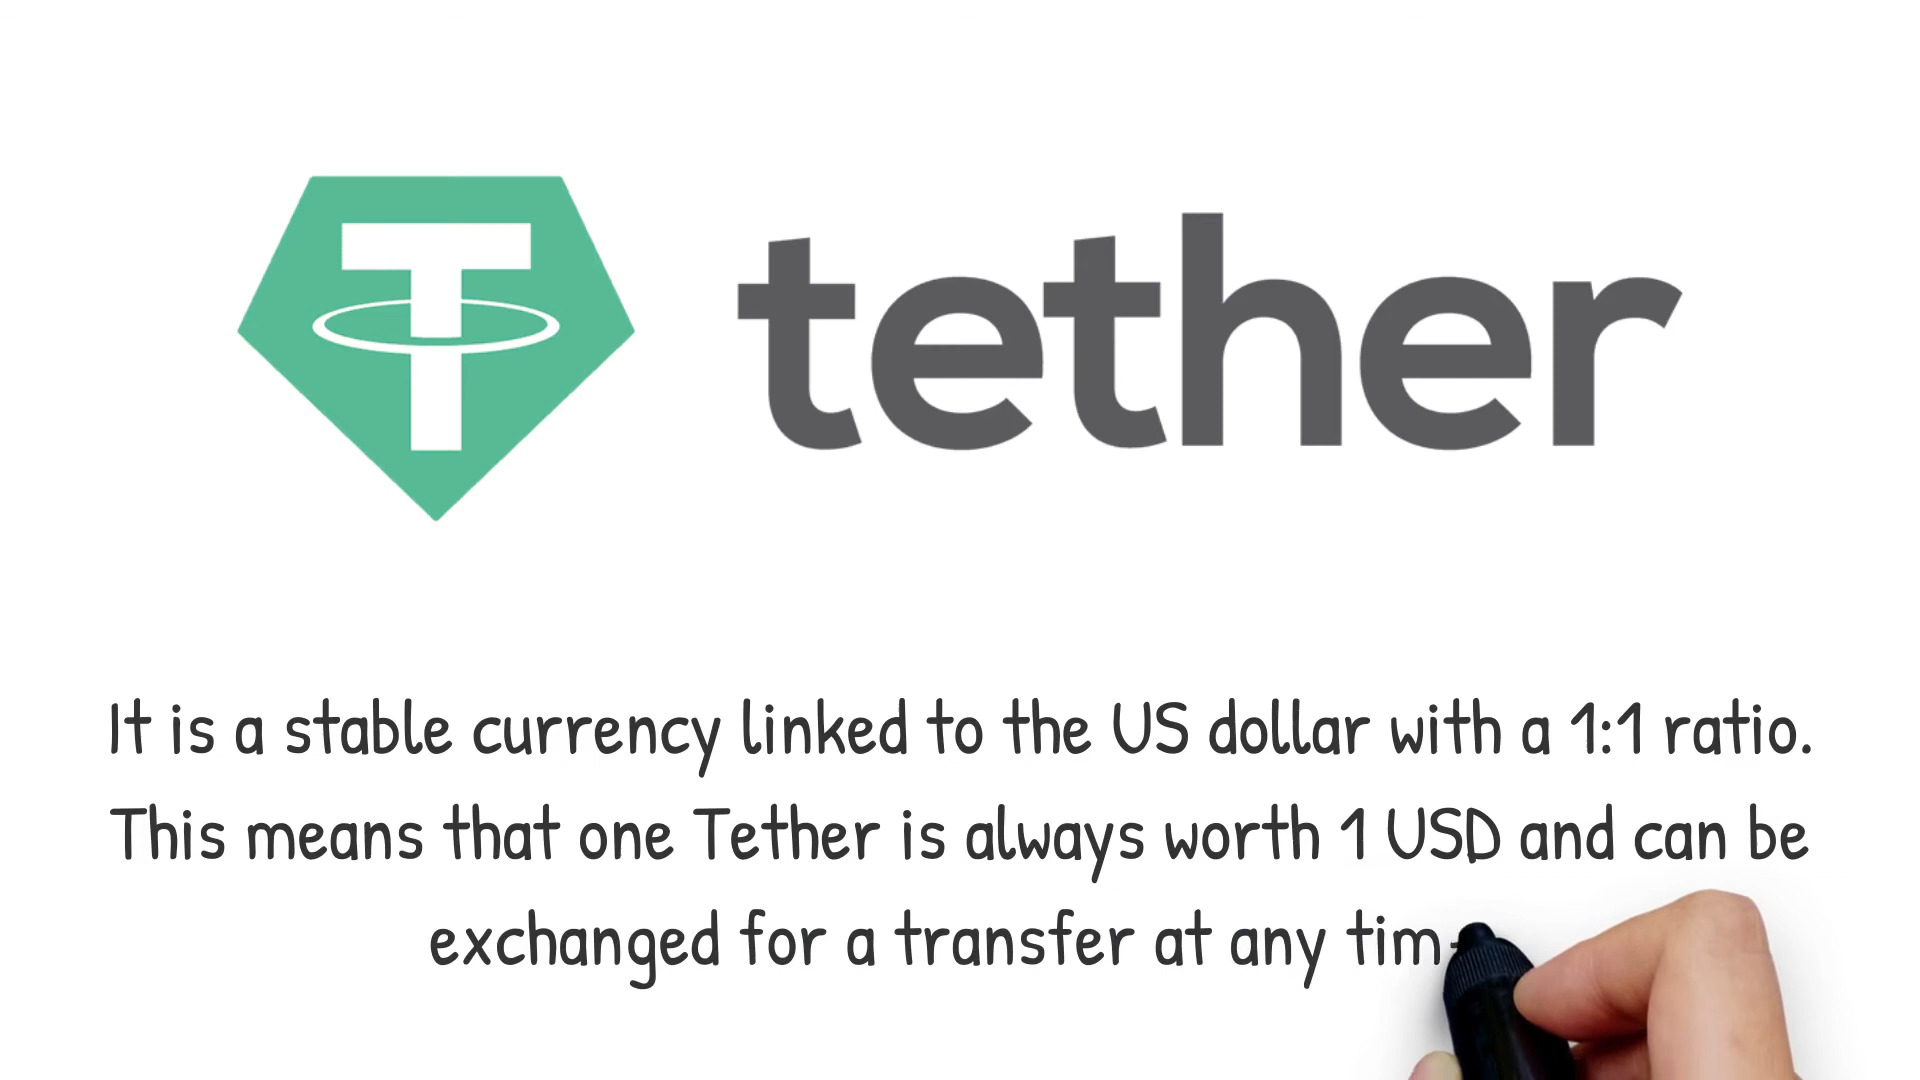 tether
It is a stable currency linked to the US dollar with a 1:1 ratio.
This means that one Tether is always worth 1 USD and can be
exchanged for a transfer at any tim